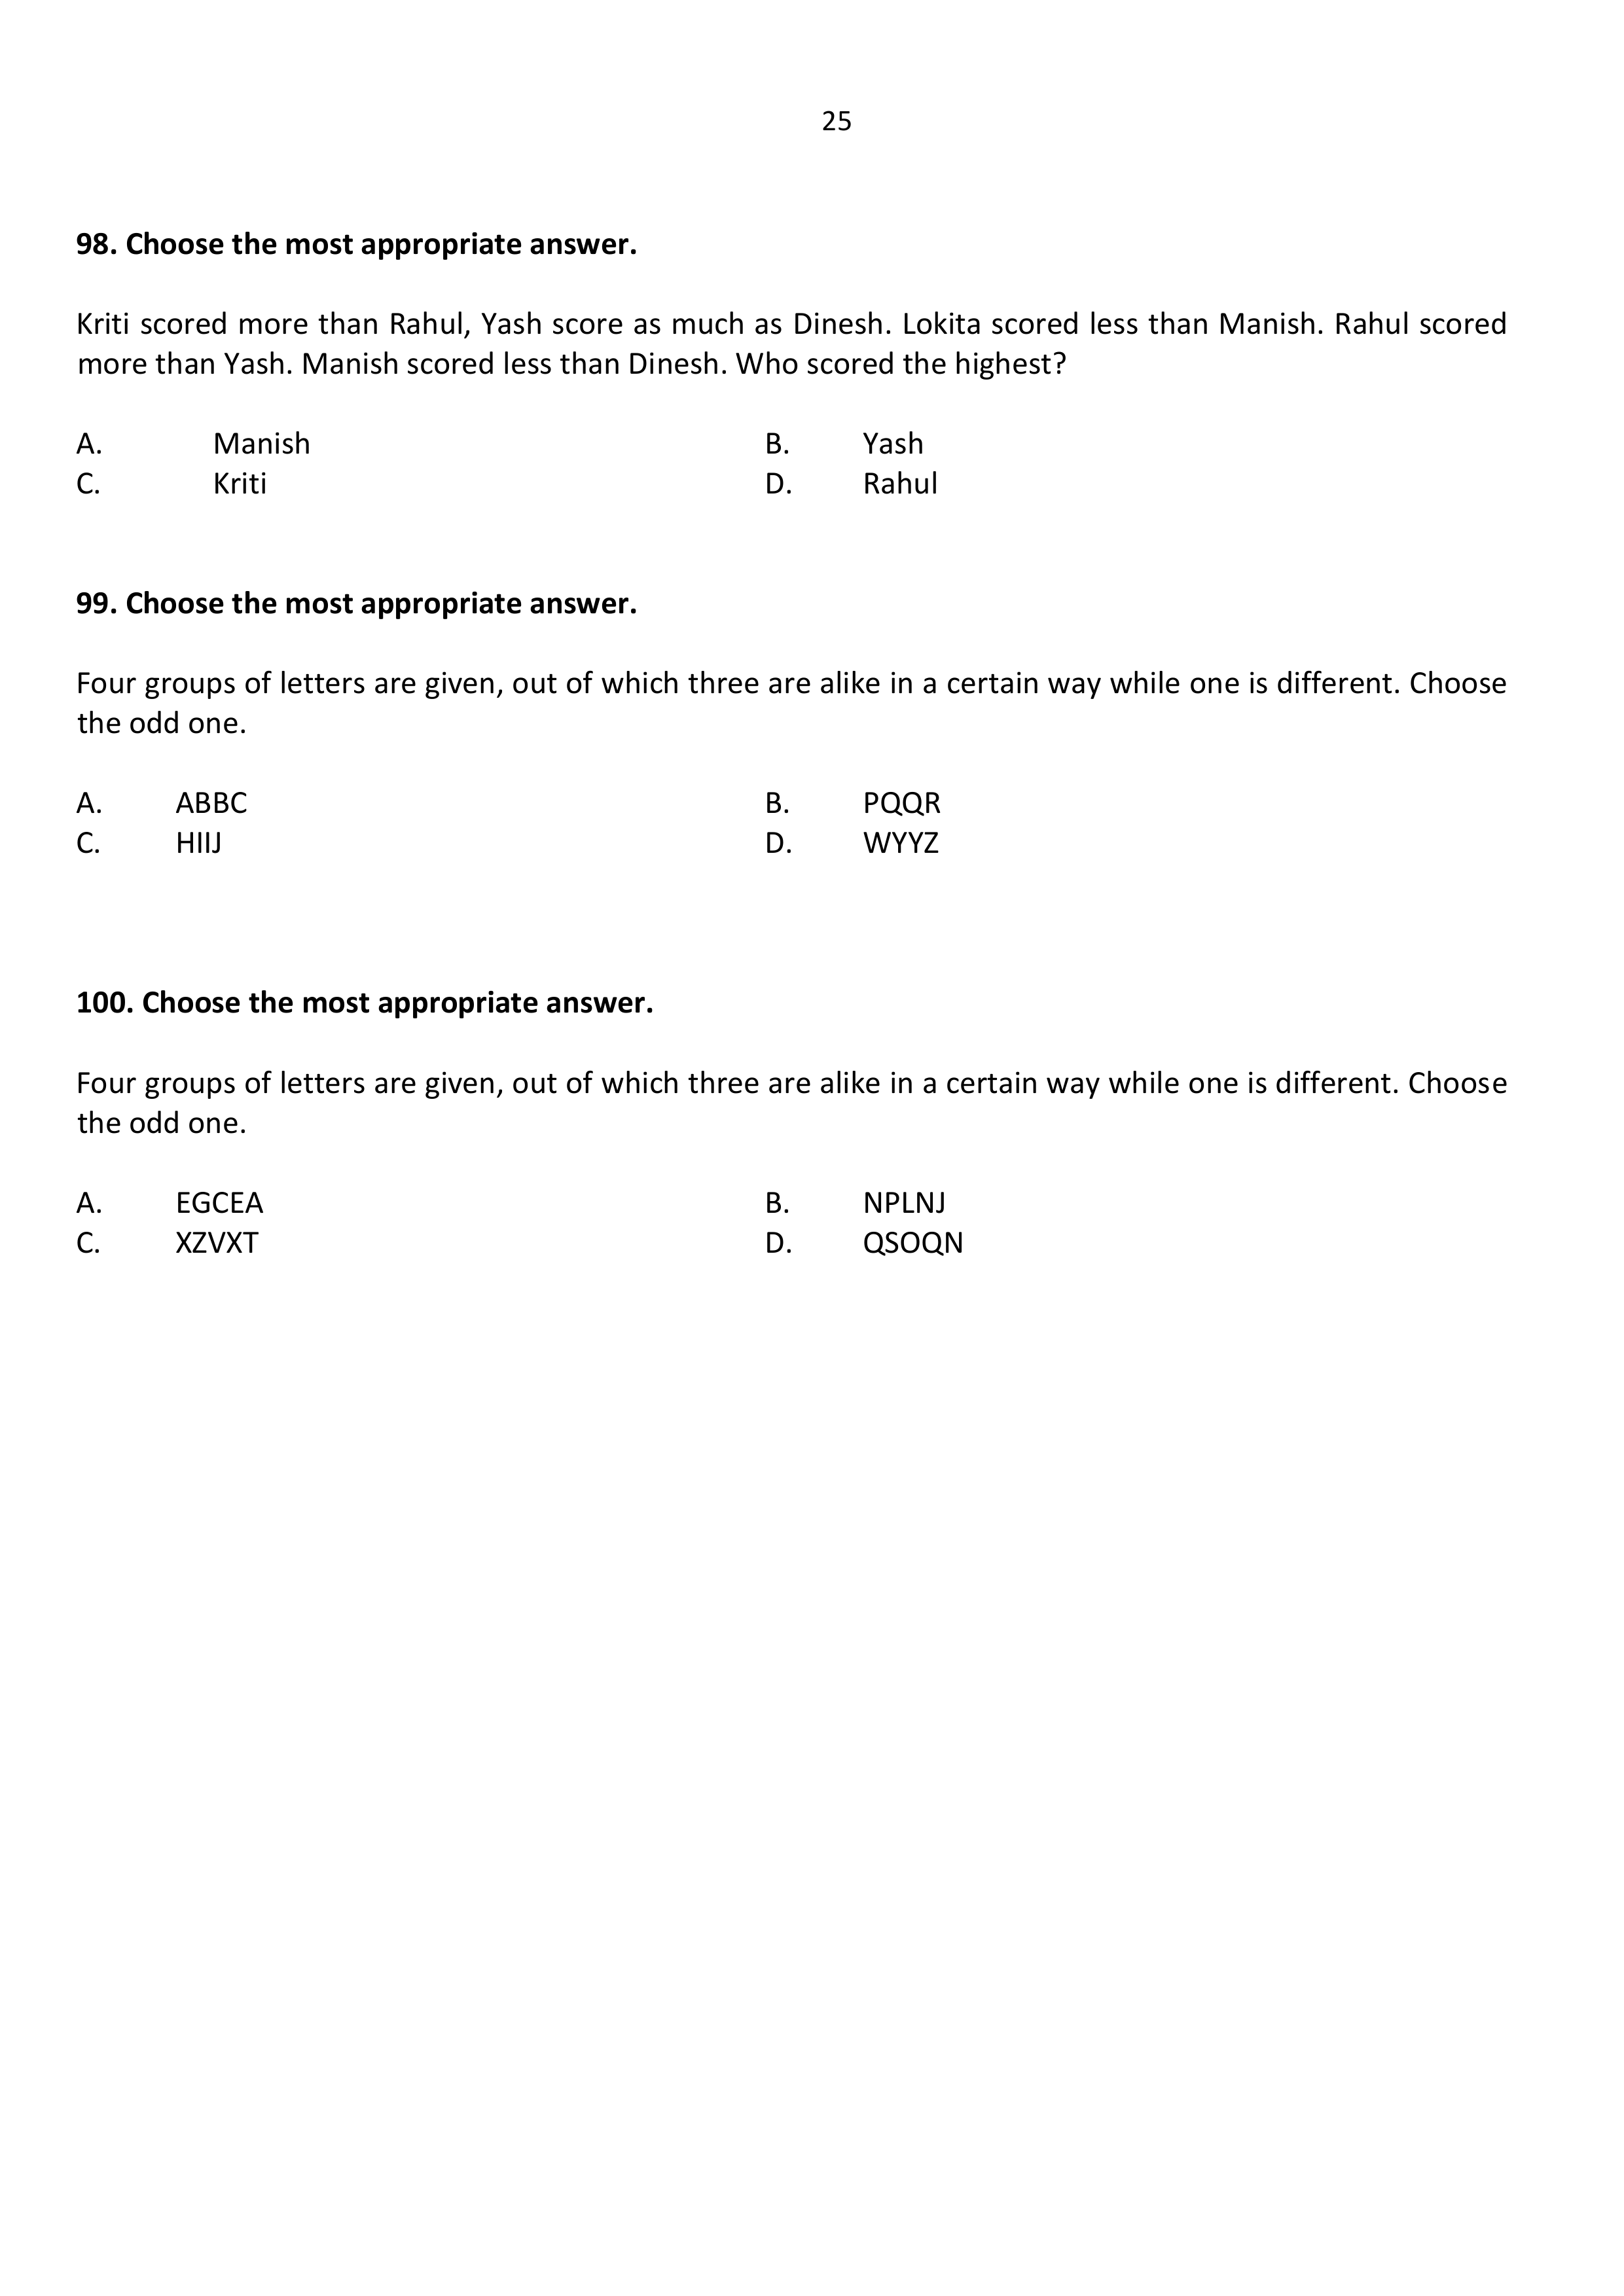 25
98. Choose the most appropriate answer.
Kriti scored more than Rahul, Yash score as much as Dinesh. Lokita scored less than Manish. Rahul scored
more than Yash. Manish scored less than Dinesh. Who scored the highest?
A. Manish B. Yash
C. Kriti D. Rahul
99. Choose the most appropriate answer.
Four groups of letters are given, out of which three are alike in a certain way while one is different. Choose
the odd one.
A. ABBC B. PQQR
C. HIIJ D. WYYZ
100. Choose the most appropriate answer.
Four groups of letters are given, out of which three are alike in a certain way while one is different. Choose
the odd one.
A. EGCEA B. NPLNJ
C. XZVXT D. QSOQN